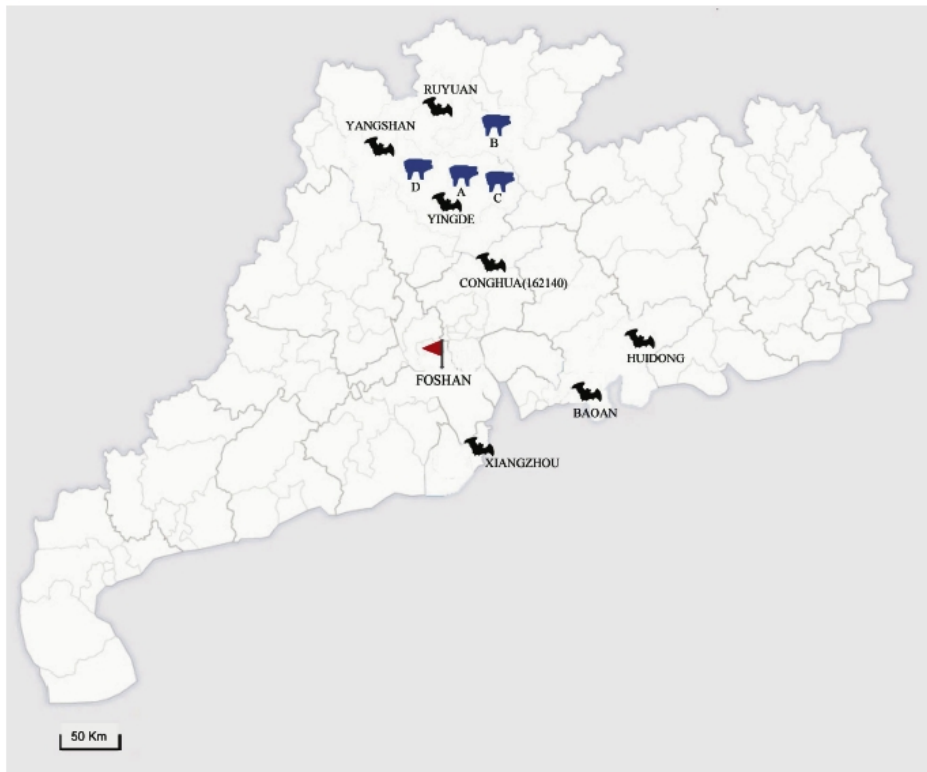 RUYUAN
YANGSHAN
B
D
A
C
YINGDE
CONGHUA(162140)
HUIDONG
FOSHAN
BAOAN
XIANGZHOU
50 Km